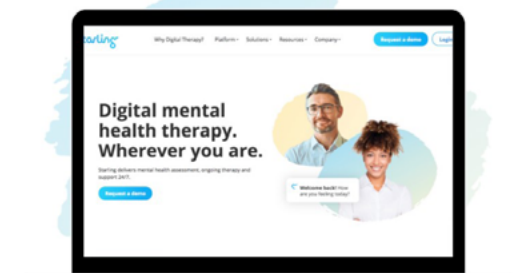 Starling
Why Digital Therapy? Platform Solutions Resources Company Request a demo Login
Digital mental
health therapy.
Wherever you are.
Starling delivers mental health assessment, ongoing therapy and
support 24/7.
Request a demo
Welcome back! How
are you feeling today?